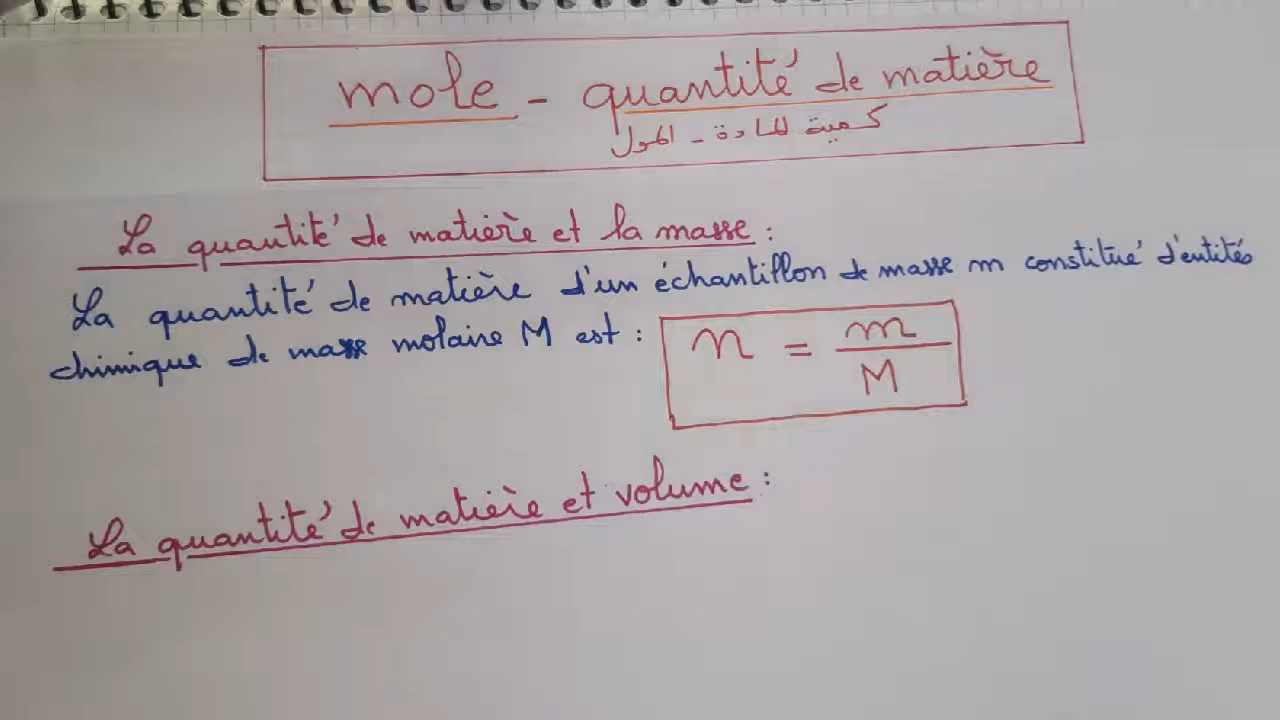 mole - quantité de matière
كمية المادة - المول
La quantité de matière et la masse :
La quantité de matière d'un échantillon de masse m constitué d'entités
chimique de masse molaire M est :
n = m / M
La quantité de matière et volume :